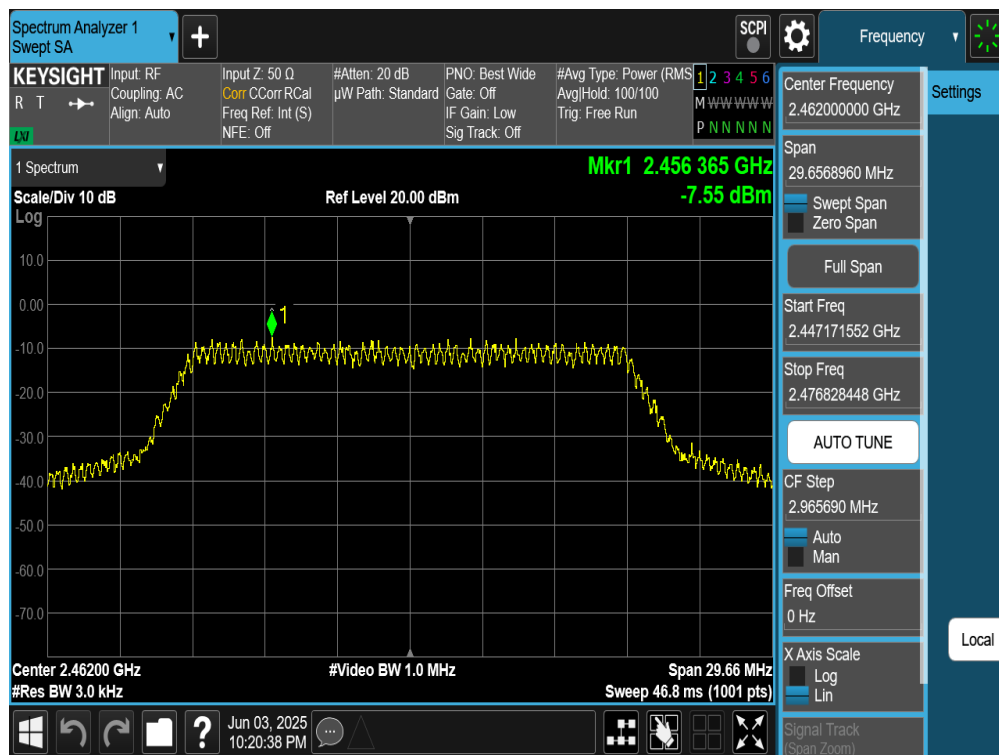 Spectrum Analyzer 1
Swept SA
+
SCPI
Frequency
KEYSIGHT
R T
LXI
Input: RF
Coupling: AC
Align: Auto
Input Z: 50 Ω
Corr CCorr RCal
Freq Ref: Int (S)
NFE: Off
#Atten: 20 dB
µW Path: Standard
PNO: Best Wide
Gate: Off
IF Gain: Low
Sig Track: Off
#Avg Type: Power (RMS
Avg|Hold: 100/100
Trig: Free Run
1 2 3 4 5 6
M W W W W W W
P N N N N N N
1 Spectrum
Scale/Div 10 dB
Ref Level 20.00 dBm
Mkr1 2.456 365 GHz
-7.55 dBm
Log
10.0
0.00
-10.0
-20.0
-30.0
-40.0
-50.0
-60.0
-70.0
1
Center 2.46200 GHz
#Video BW 1.0 MHz
Span 29.66 MHz
#Res BW 3.0 kHz
Sweep 46.8 ms (1001 pts)
?
Jun 03, 2025
10:20:38 PM
Center Frequency
2.462000000 GHz
Span
29.6568960 MHz
Swept Span
Zero Span
Full Span
Start Freq
2.447171552 GHz
Stop Freq
2.476828448 GHz
AUTO TUNE
CF Step
2.965690 MHz
Auto
Man
Freq Offset
0 Hz
X Axis Scale
Log
Lin
Signal Track
(Span Zoom)
Settings
Local